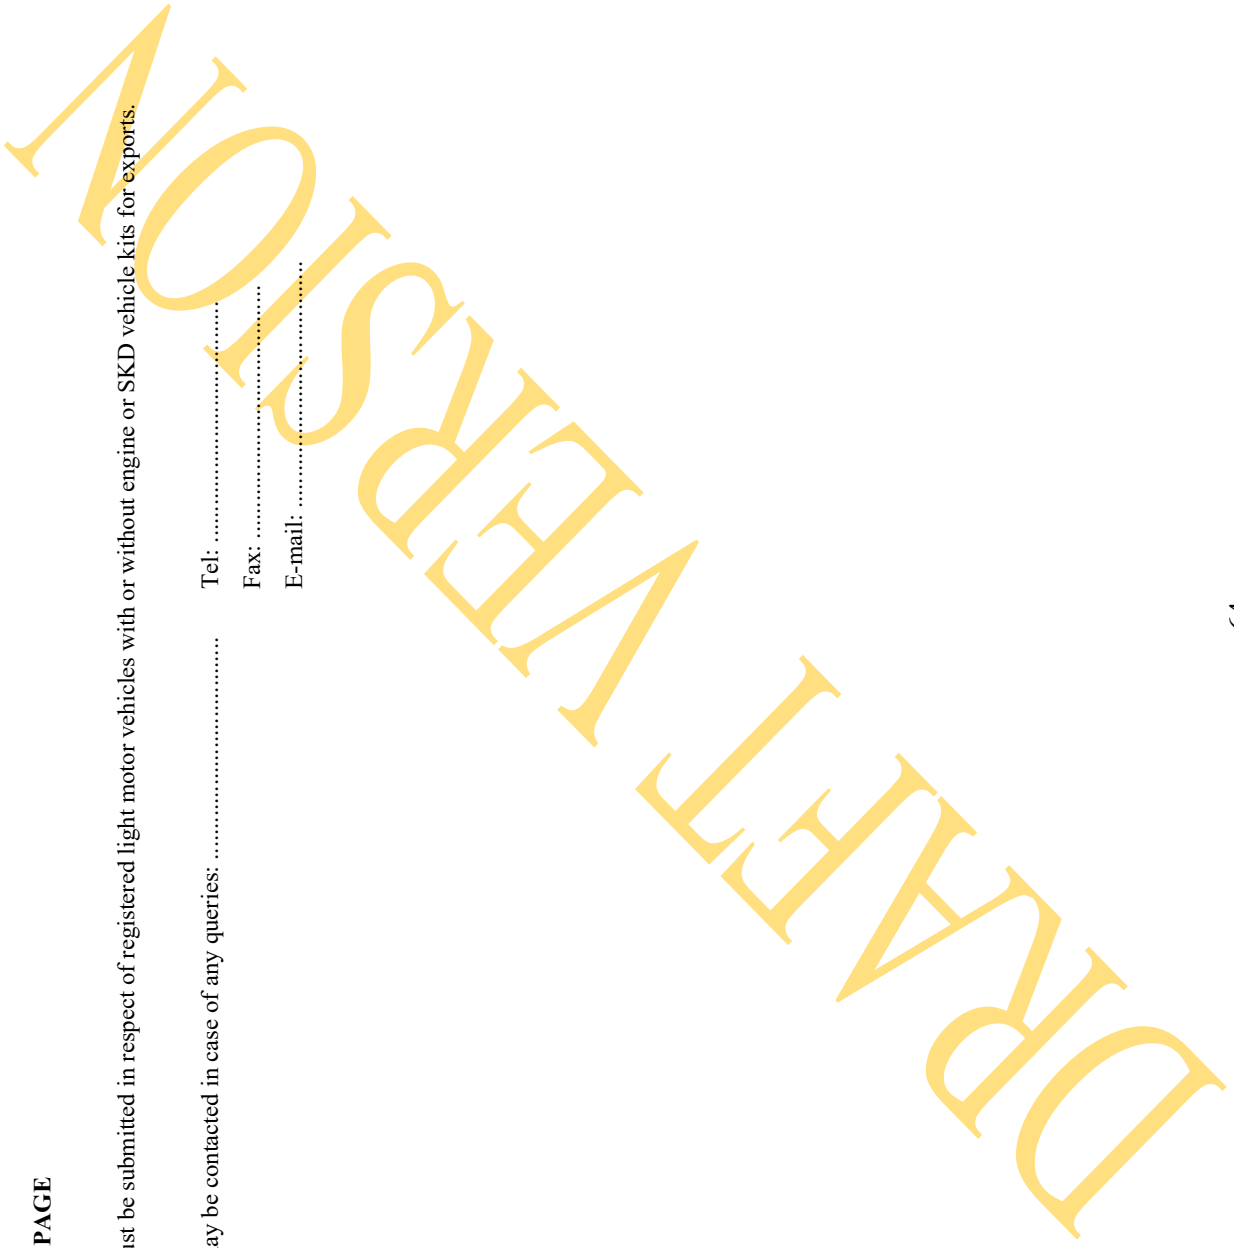 PAGE
ust be submitted in respect of registered light motor vehicles with or without engine or SKD vehicle kits for exports.
ay be contacted in case of any queries: ................................................ Tel: ....................................................
Fax: ......................................................
E-mail: .....................................................
DRAFT VERSION